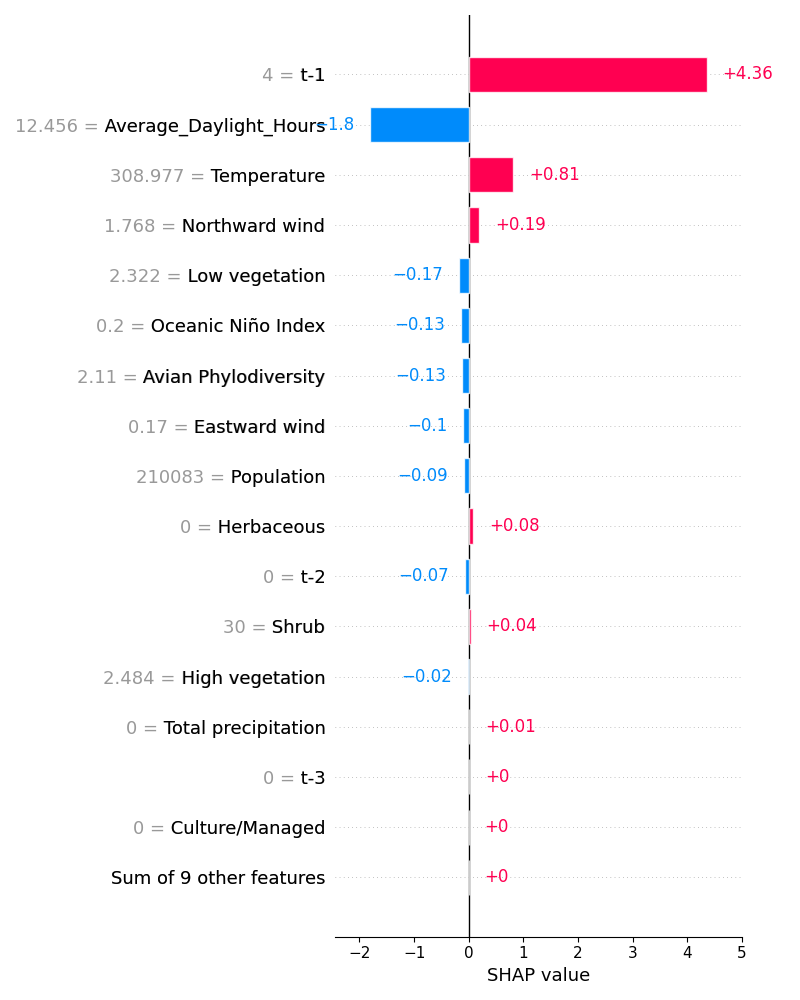 4 = t-1 +4.36
12.456 = Average_Daylight_Hours −1.8
308.977 = Temperature +0.81
1.768 = Northward wind +0.19
2.322 = Low vegetation −0.17
0.2 = Oceanic Niño Index −0.13
2.11 = Avian Phylodiversity −0.13
0.17 = Eastward wind −0.1
210083 = Population −0.09
0 = Herbaceous +0.08
0 = t-2 −0.07
30 = Shrub +0.04
2.484 = High vegetation −0.02
0 = Total precipitation +0.01
0 = t-3 +0
0 = Culture/Managed +0
Sum of 9 other features +0
−2 −1 0 1 2 3 4 5
SHAP value